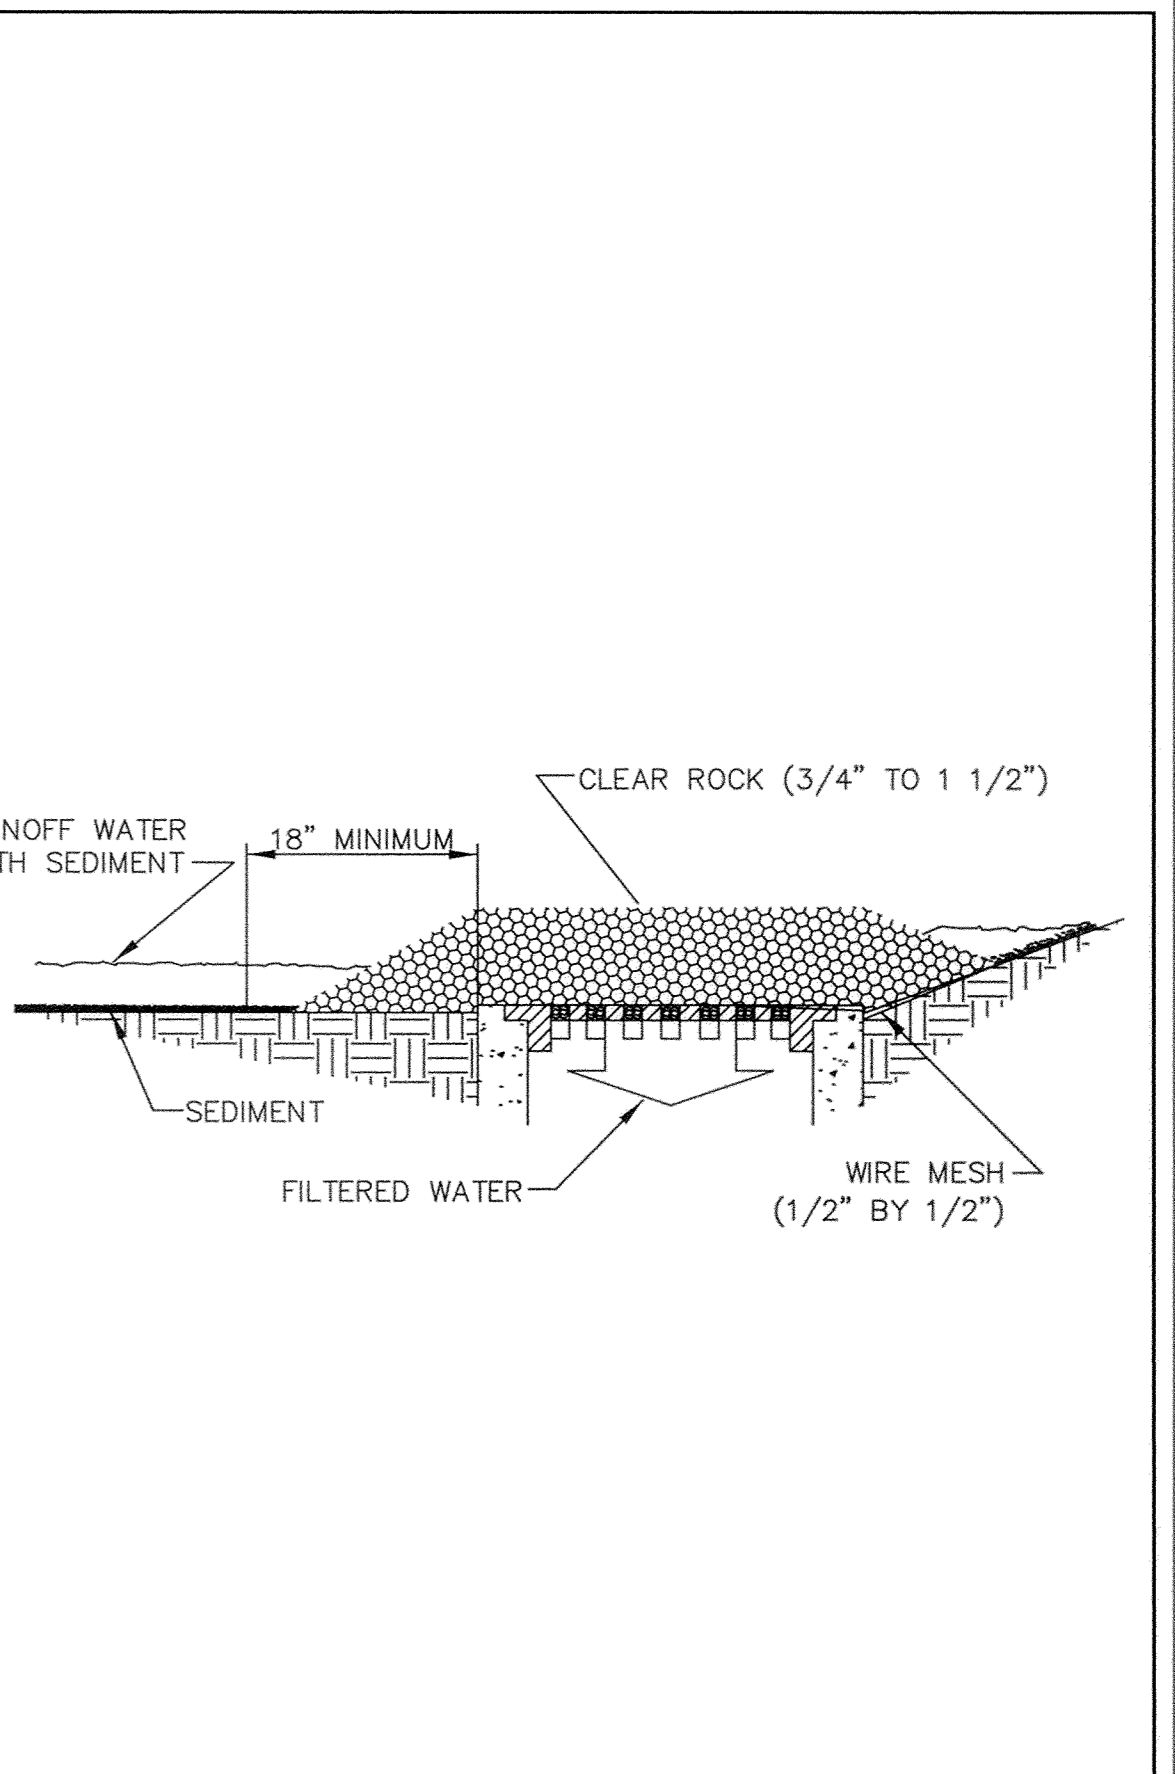 CLEAR ROCK (3/4" TO 1 1/2")
NOFF WATER
TH SEDIMENT
18" MINIMUM
SEDIMENT
FILTERED WATER
WIRE MESH
(1/2" BY 1/2")